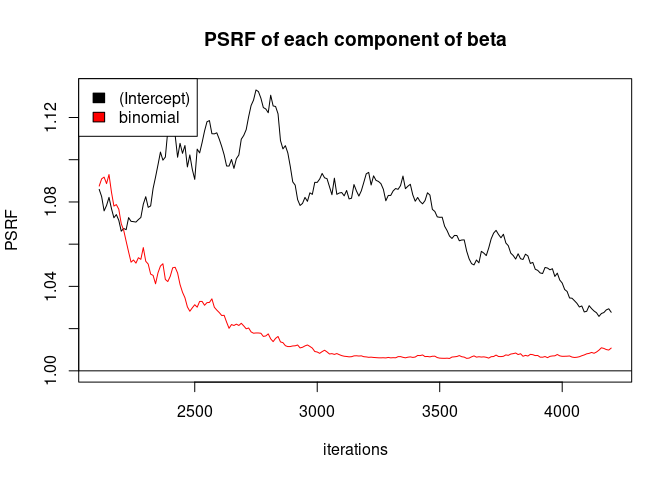 PSRF of each component of beta
(Intercept)
binomial
PSRF
1.12
1.08
1.04
1.00
2500 3000 3500 4000
iterations